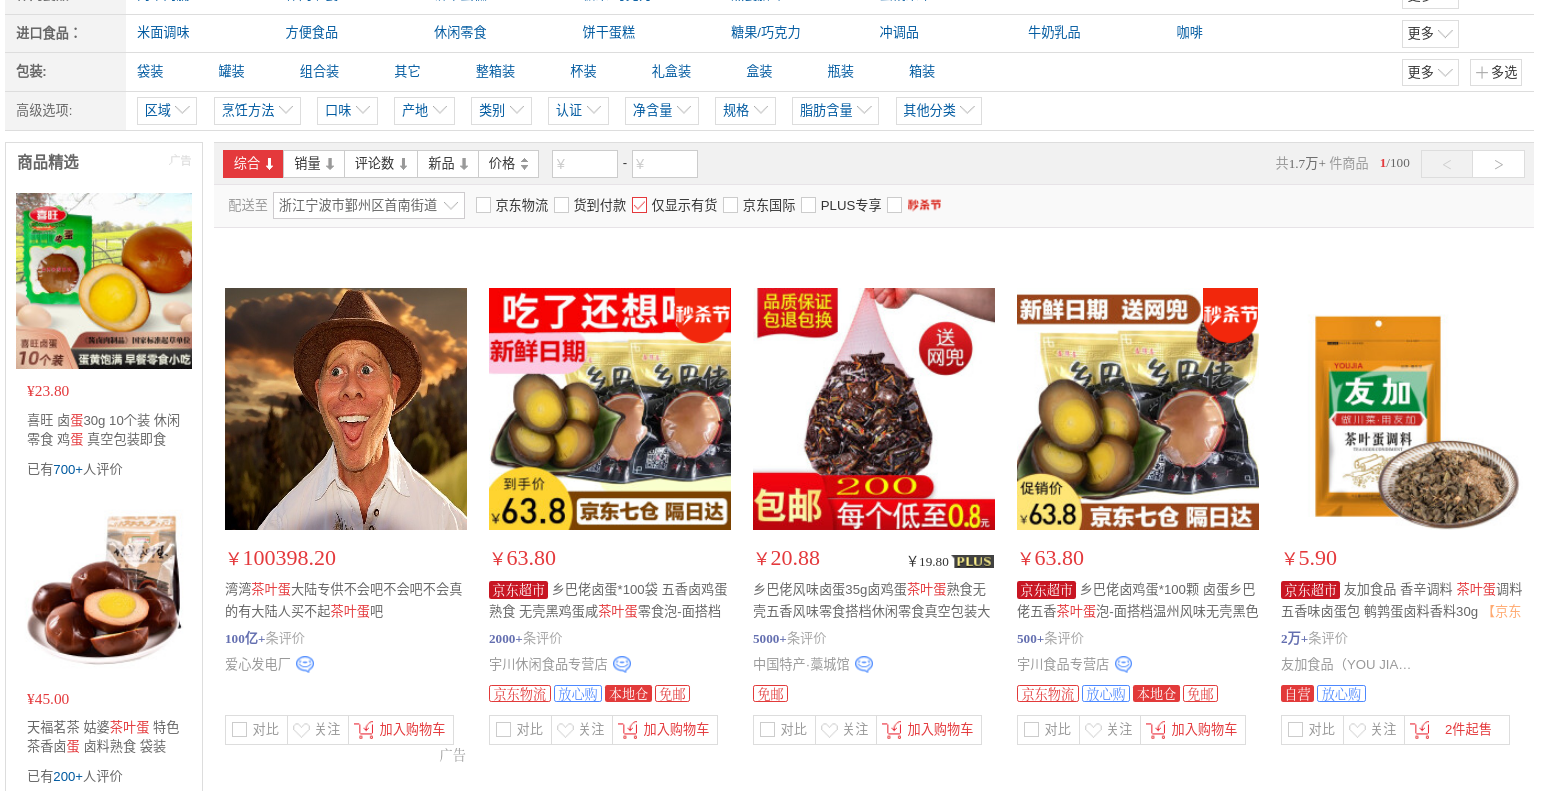 进口食品：
米面调味 方便食品 休闲零食 饼干蛋糕 糖果/巧克力 冲调品 牛奶乳品 咖啡
更多
包装:
袋装 罐装 组合装 其它 整箱装 杯装 礼盒装 盒装 瓶装 箱装
更多 多选
高级选项:
区域 烹饪方法 口味 产地 类别 认证 净含量 规格 脂肪含量 其他分类
商品精选
广告
喜旺
喜旺卤蛋
10个装
《酱卤肉制品》国家标准起草单位
蛋黄饱满 早餐零食小吃
¥23.80
喜旺 卤蛋30g 10个装 休闲
零食 鸡蛋 真空包装即食
已有700+人评价
¥45.00
天福茗茶 姑婆茶叶蛋 特色
茶香卤蛋 卤料熟食 袋装
已有200+人评价
综合 销量 评论数 新品 价格
¥ - ¥
共1.7万+ 件商品 1/100 < >
配送至 浙江宁波市鄞州区首南街道
京东物流 货到付款 仅显示有货 京东国际 PLUS专享 秒杀节
￥100398.20
湾湾茶叶蛋大陆专供不会吧不会吧不会真
的有大陆人买不起茶叶蛋吧
100亿+条评价
爱心发电厂
对比 关注 加入购物车
广告
吃了还想吃
秒杀节
新鲜日期
乡巴佬
到手价
¥63.8
京东七仓 隔日达
￥63.80
京东超市 乡巴佬卤蛋*100袋 五香卤鸡蛋
熟食 无壳黑鸡蛋咸茶叶蛋零食泡-面搭档
2000+条评价
宇川休闲食品专营店
京东物流 放心购 本地仓 免邮
对比 关注 加入购物车
品质保证
包退包换
送
网兜
200
包邮
每个低至0.8元
￥20.88
￥19.80 PLUS
乡巴佬风味卤蛋35g卤鸡蛋茶叶蛋熟食无
壳五香风味零食搭档休闲零食真空包装大
5000+条评价
中国特产·藁城馆
免邮
对比 关注 加入购物车
新鲜日期 送网兜
秒杀节
乡巴佬
促销价
¥63.8
京东七仓 隔日达
￥63.80
京东超市 乡巴佬卤鸡蛋*100颗 卤蛋乡巴
佬五香茶叶蛋泡-面搭档温州风味无壳黑色
500+条评价
宇川食品专营店
京东物流 放心购 本地仓 免邮
对比 关注 加入购物车
YOUJIA
友加
做川菜·用友加
茶叶蛋调料
￥5.90
京东超市 友加食品 香辛调料 茶叶蛋调料
五香味卤蛋包 鹌鹑蛋卤料香料30g 【京东
2万+条评价
友加食品（YOU JIA…
自营 放心购
对比 关注 2件起售